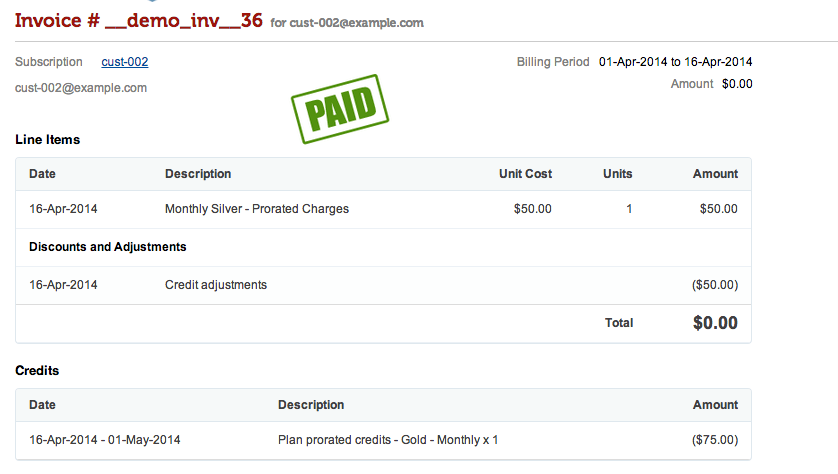 Invoice # __demo_inv__36 for cust-002@example.com
Subscription cust-002 Billing Period 01-Apr-2014 to 16-Apr-2014
cust-002@example.com Amount $0.00
PAID
Line Items
Date Description Unit Cost Units Amount
16-Apr-2014 Monthly Silver - Prorated Charges $50.00 1 $50.00
Discounts and Adjustments
16-Apr-2014 Credit adjustments ($50.00)
Total $0.00
Credits
Date Description Amount
16-Apr-2014 - 01-May-2014 Plan prorated credits - Gold - Monthly x 1 ($75.00)